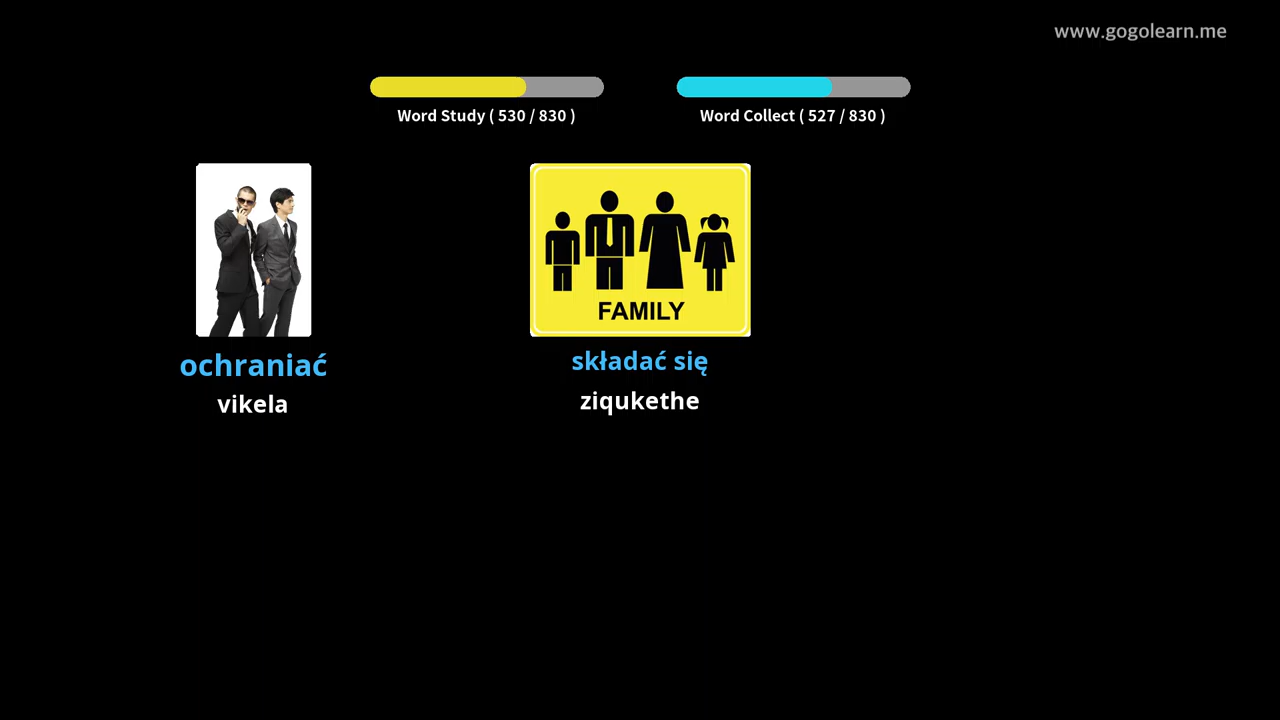 www.gogolearn.me
Word Study ( 530 / 830 )
Word Collect ( 527 / 830 )
FAMILY
ochraniać
składać się
vikela
ziqukethe